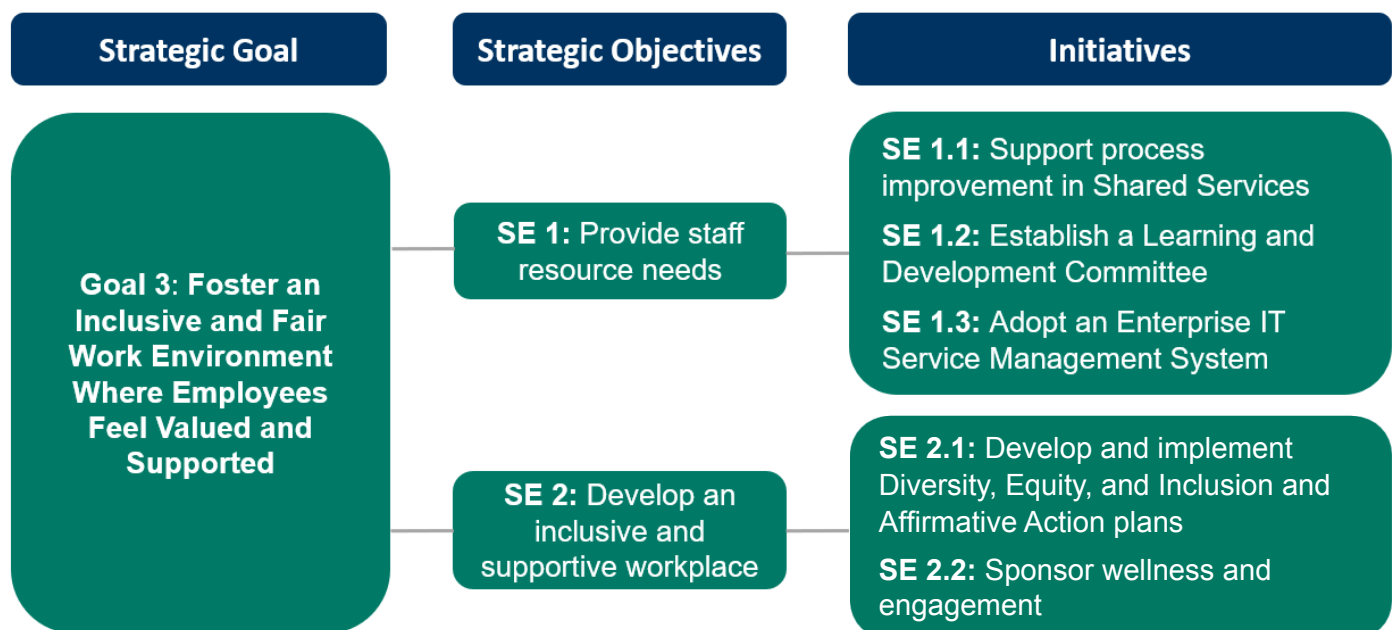 Strategic Goal
Strategic Objectives
Initiatives
Goal 3: Foster an
Inclusive and Fair
Work Environment
Where Employees
Feel Valued and
Supported
SE 1: Provide staff
resource needs
SE 1.1: Support process
improvement in Shared Services
SE 1.2: Establish a Learning and
Development Committee
SE 1.3: Adopt an Enterprise IT
Service Management System
SE 2: Develop an
inclusive and
supportive workplace
SE 2.1: Develop and implement
Diversity, Equity, and Inclusion and
Affirmative Action plans
SE 2.2: Sponsor wellness and
engagement